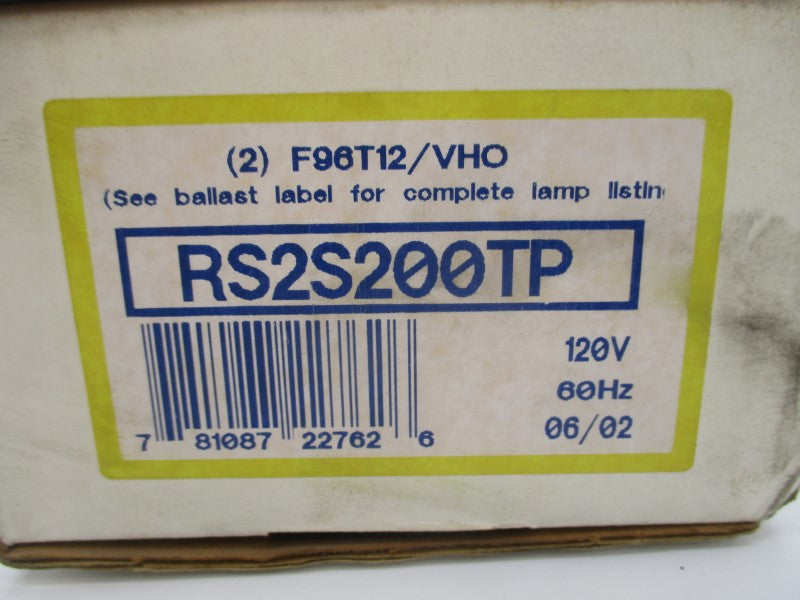 (2) F96T12/VHO
(See ballast label for complete lamp listin
RS2S200TP
120V
60Hz
06/02
7 81087 22762 6